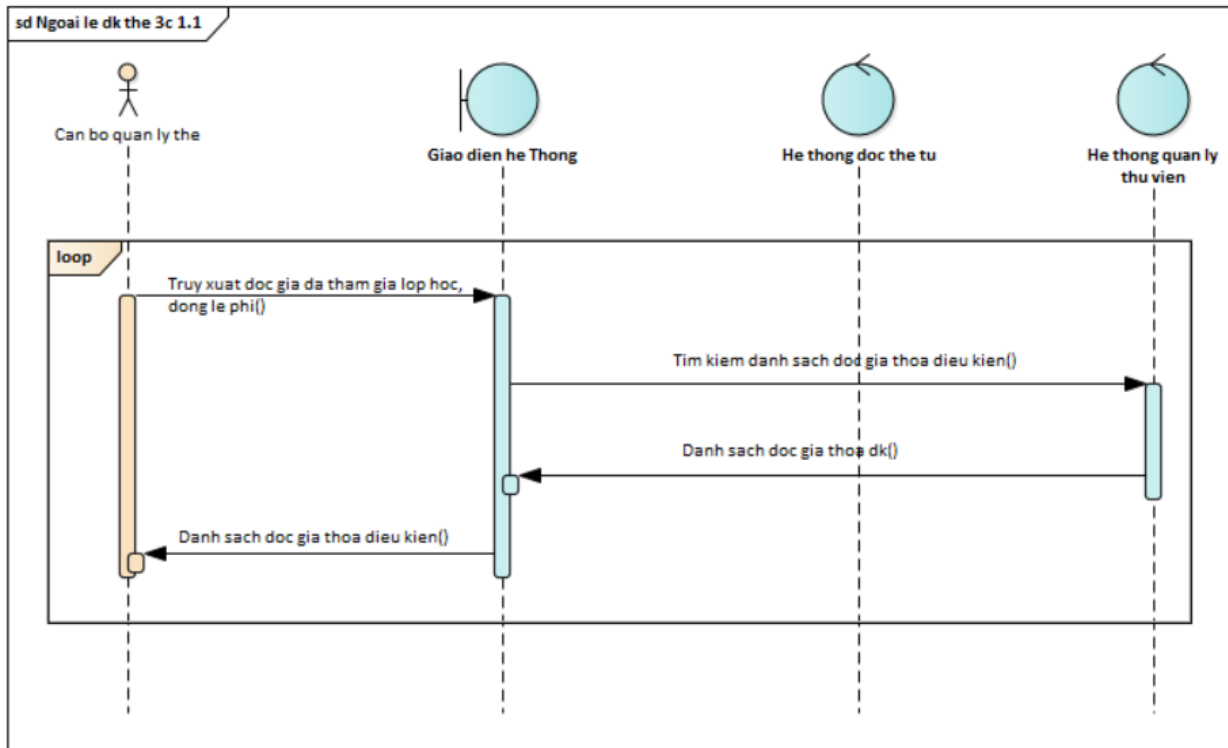 sd Ngoai le dk the 3c 1.1
Can bo quan ly the
Giao dien he Thong
He thong doc the tu
He thong quan ly
thu vien
loop
Truy xuat doc gia da tham gia lop hoc,
dong le phi()
Tim kiem danh sach doc gia thoa dieu kien()
Danh sach doc gia thoa dk()
Danh sach doc gia thoa dieu kien()